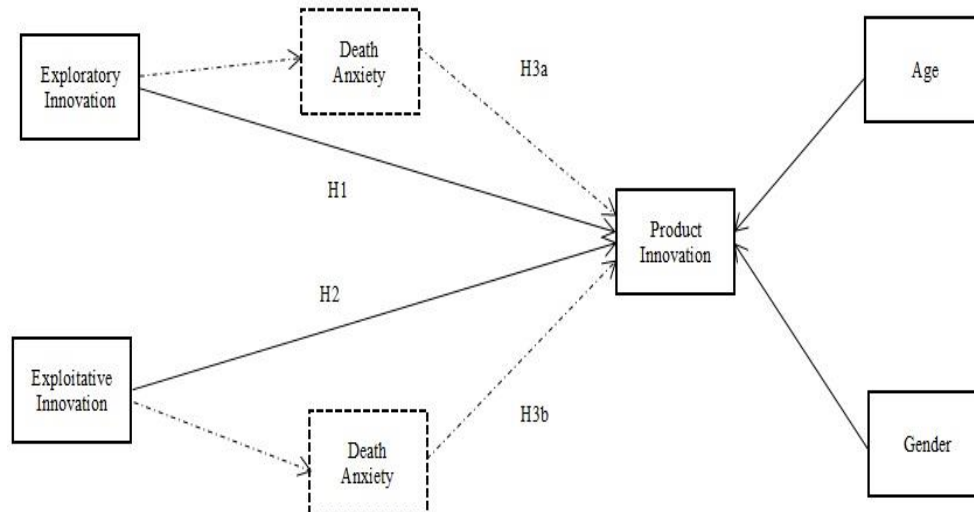 Death
Anxiety
Exploratory
Innovation
H3a
Age
H1
Product
Innovation
H2
Exploitative
Innovation
H3b
Death
Anxiety
Gender